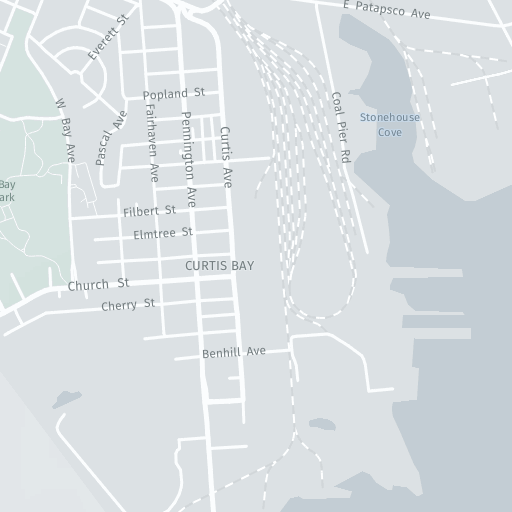 E Patapsco Ave
Everett St
Popland St
Coal Pier Rd
W Bay Ave
Pascal Ave
Fairhaven Ave
Pennington Ave
Curtis Ave
Stonehouse
Cove
Bay
ark
Filbert St
Elmtree St
CURTIS BAY
Church St
Cherry St
Benhill Ave